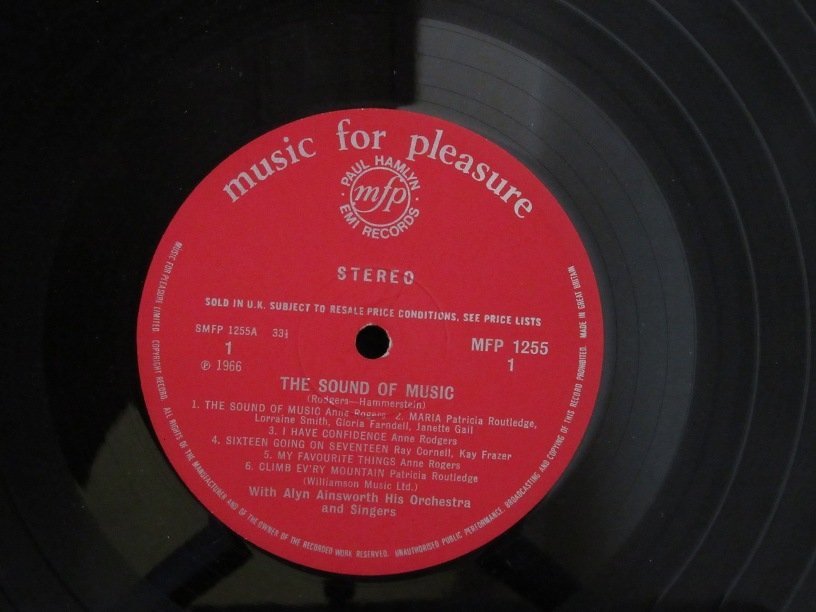 music for pleasure
PAUL HAMLYN
mfp
EMI RECORDS
STEREO
SOLD IN U.K. SUBJECT TO RESALE PRICE CONDITIONS, SEE PRICE LISTS
SMFP 1255A 33⅓
MFP 1255
1
1
℗ 1966
THE SOUND OF MUSIC
(Rodgers—Hammerstein)
1. THE SOUND OF MUSIC Anne Rogers 2. MARIA Patricia Routledge,
Lorraine Smith, Gloria Farndell, Janette Gail
3. I HAVE CONFIDENCE Anne Rodgers
4. SIXTEEN GOING ON SEVENTEEN Ray Cornell, Kay Frazer
5. MY FAVOURITE THINGS Anne Rogers
6. CLIMB EV'RY MOUNTAIN Patricia Routledge
(Williamson Music Ltd.)
With Alyn Ainsworth His Orchestra
and Singers
MUSIC FOR PLEASURE LIMITED. COPYRIGHT RECORD. ALL RIGHTS OF THE MANUFACTURER AND OF THE OWNER OF THE RECORDED WORK RESERVED. UNAUTHORISED PUBLIC PERFORMANCE BROADCASTING AND COPYING OF THIS RECORD PROHIBITED. MADE IN GREAT BRITAIN